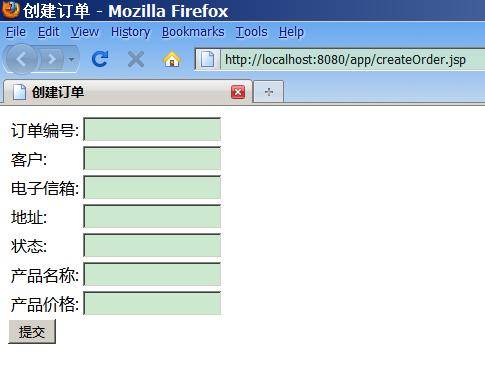 创建订单 - Mozilla Firefox
File Edit View History Bookmarks Tools Help
http://localhost:8080/app/createOrder.jsp
创建订单
订单编号:
客户:
电子信箱:
地址:
状态:
产品名称:
产品价格:
提交